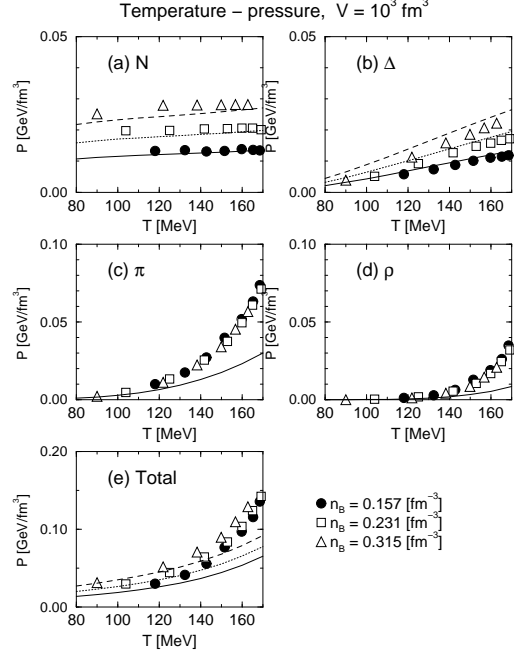 Temperature − pressure, V = 10³ fm³
(a) N
P [GeV/fm³]
0.05
0.00
80 100 120 140 160
T [MeV]
(b) Δ
P [GeV/fm³]
0.05
0.00
80 100 120 140 160
T [MeV]
(c) π
P [GeV/fm³]
0.10
0.05
0.00
80 100 120 140 160
T [MeV]
(d) ρ
P [GeV/fm³]
0.10
0.05
0.00
80 100 120 140 160
T [MeV]
(e) Total
P [GeV/fm³]
0.20
0.10
0.00
80 100 120 140 160
T [MeV]
n_B = 0.157 [fm⁻³]
n_B = 0.231 [fm⁻³]
n_B = 0.315 [fm⁻³]